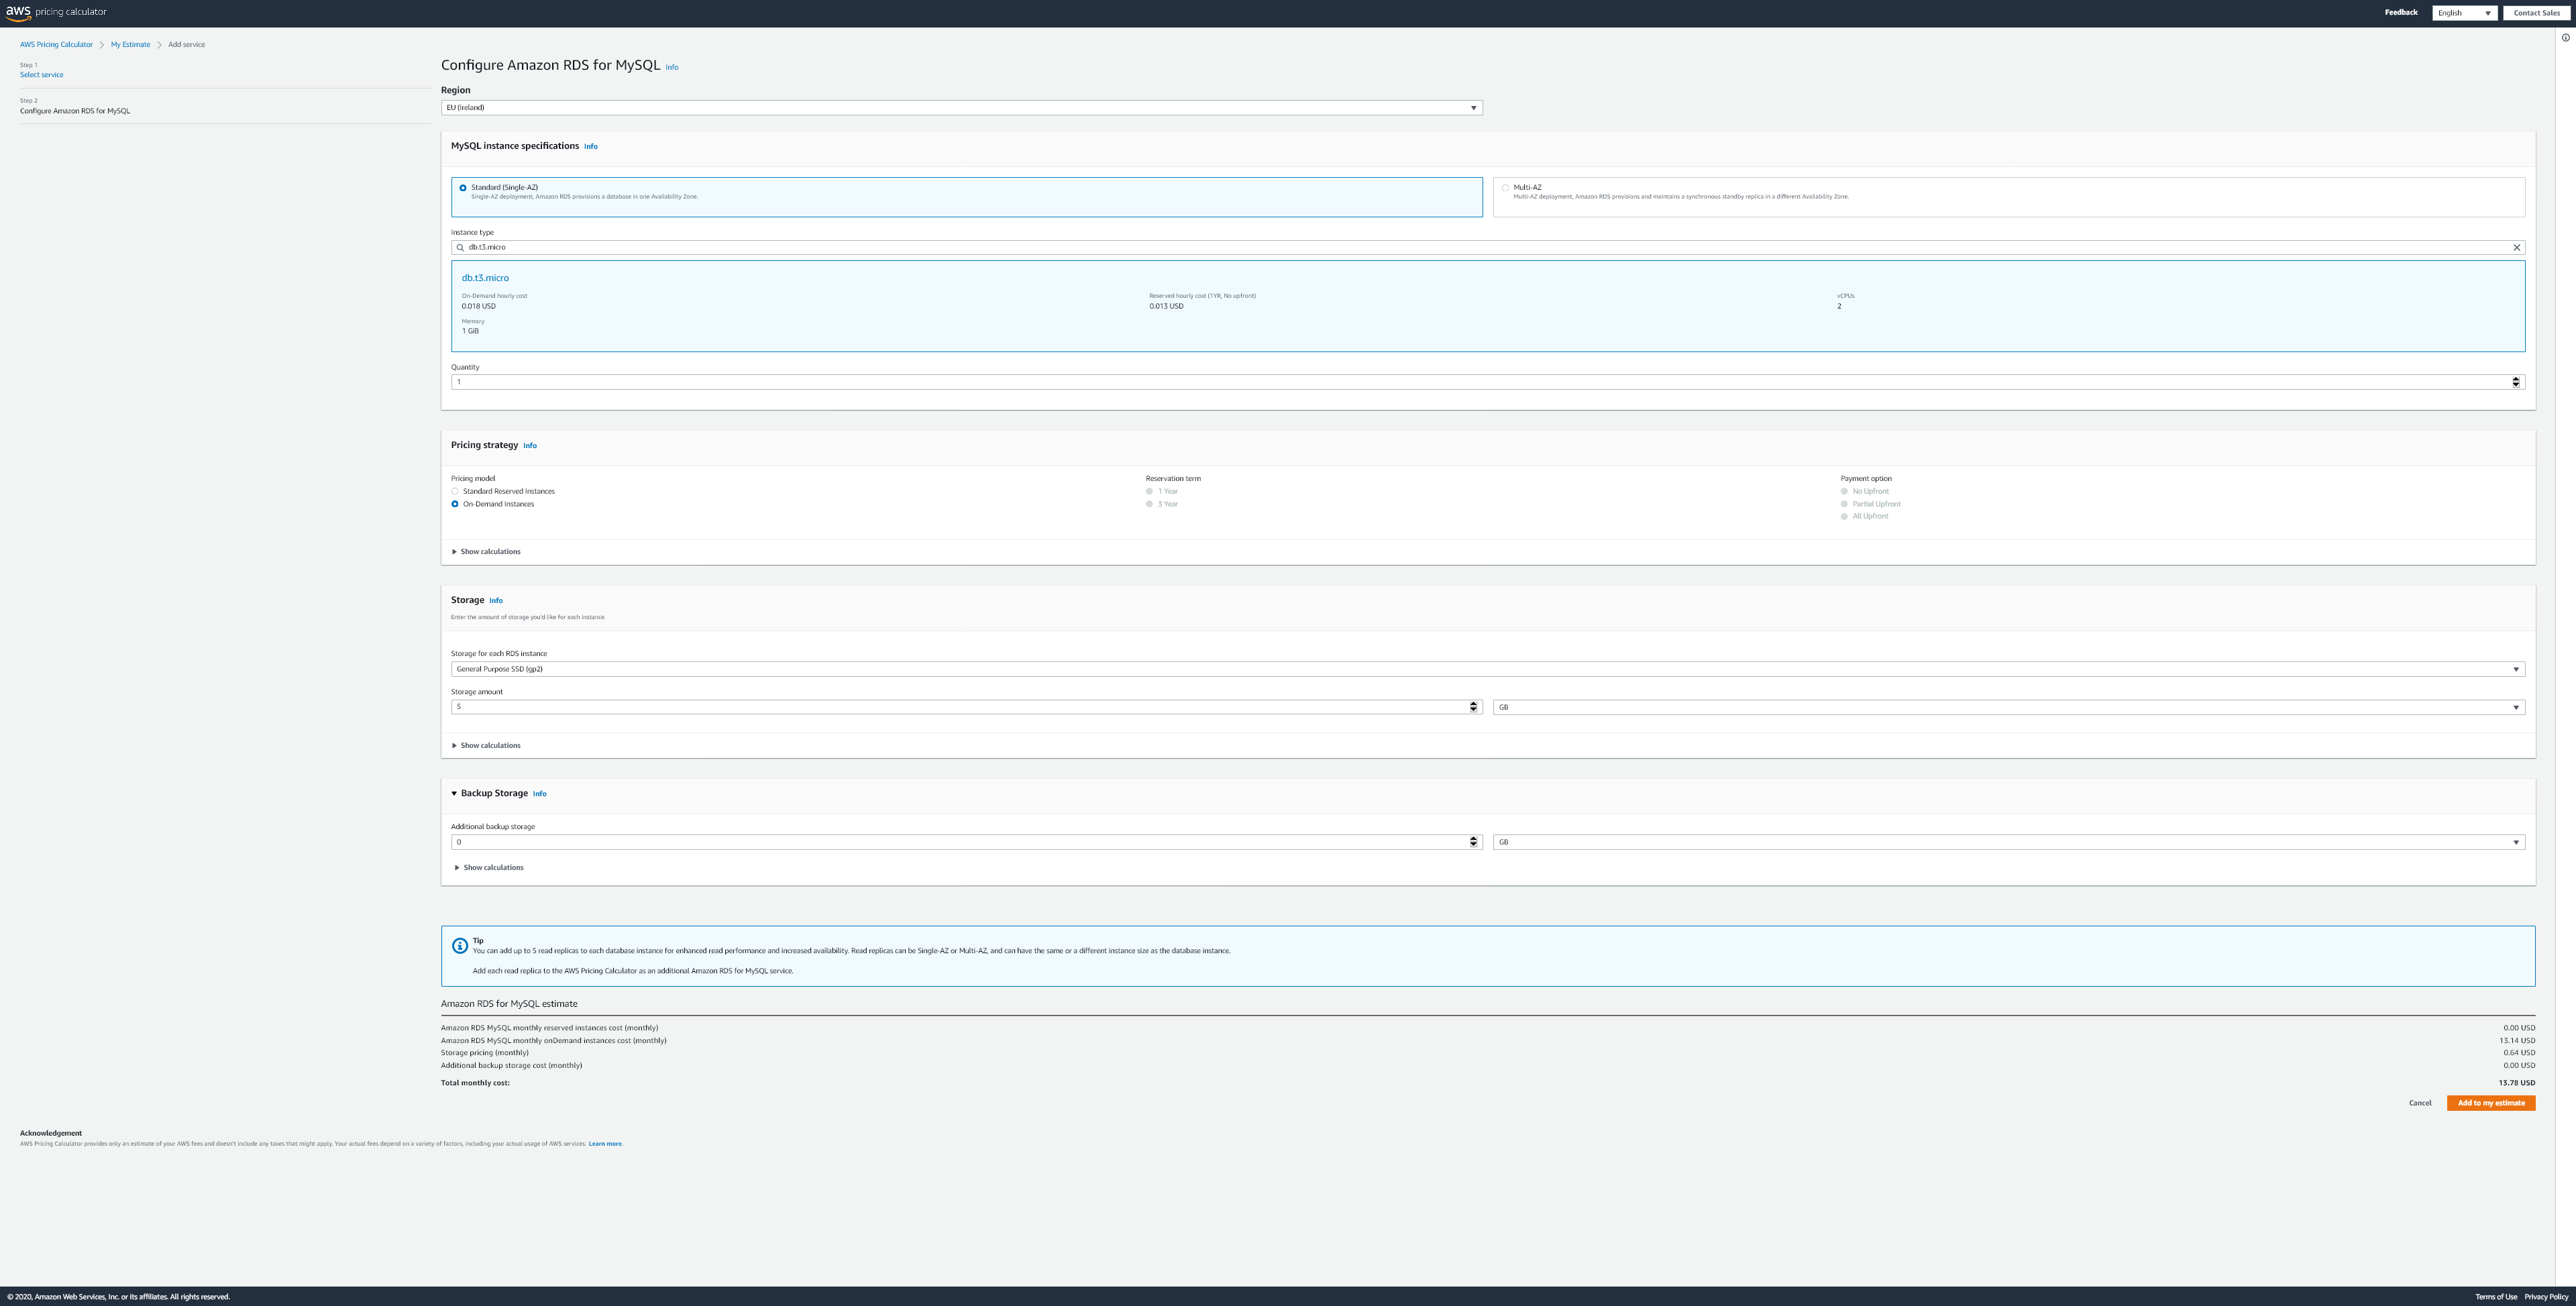 aws pricing calculator
Feedback
English
Contact Sales
AWS Pricing Calculator
My Estimate
Add service
Step 1
Select service
Step 2
Configure Amazon RDS for MySQL
Configure Amazon RDS for MySQL Info
Region
EU (Ireland)
MySQL instance specifications Info
Standard (Single-AZ)
Single-AZ deployment, Amazon RDS provisions a database in one Availability Zone.
Multi-AZ
Multi-AZ deployment, Amazon RDS provisions and maintains a synchronous standby replica in a different Availability Zone.
Instance type
db.t3.micro
db.t3.micro
On-Demand hourly cost
0.018 USD
Reserved hourly cost (1YR, No upfront)
0.013 USD
vCPUs
2
Memory
1 GiB
Quantity
1
Pricing strategy Info
Pricing model
Standard Reserved Instances
On-Demand Instances
Reservation term
1 Year
3 Year
Payment option
No Upfront
Partial Upfront
All Upfront
Show calculations
Storage Info
Enter the amount of storage you'd like for each instance.
Storage for each RDS instance
General Purpose SSD (gp2)
Storage amount
5
GB
Show calculations
Backup Storage Info
Additional backup storage
0
GB
Show calculations
Tip
You can add up to 5 read replicas to each database instance for enhanced read performance and increased availability. Read replicas can be Single-AZ or Multi-AZ, and can have the same or a different instance size as the database instance.
Add each read replica to the AWS Pricing Calculator as an additional Amazon RDS for MySQL service.
Amazon RDS for MySQL estimate
Amazon RDS MySQL monthly reserved instances cost (monthly) 0.00 USD
Amazon RDS MySQL monthly onDemand instances cost (monthly) 13.14 USD
Storage pricing (monthly) 0.64 USD
Additional backup storage cost (monthly) 0.00 USD
Total monthly cost: 13.78 USD
Cancel
Add to my estimate
Acknowledgement
AWS Pricing Calculator provides only an estimate of your AWS fees and doesn't include any taxes that might apply. Your actual fees depend on a variety of factors, including your actual usage of AWS services. Learn more.
© 2020, Amazon Web Services, Inc. or its affiliates. All rights reserved.
Terms of Use
Privacy Policy